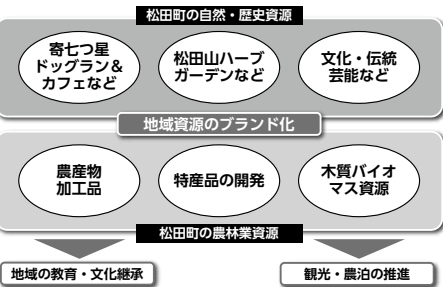 松田町の自然・歴史資源
寄七つ星
ドッグラン&
カフェなど
松田山ハーブ
ガーデンなど
文化・伝統
芸能など
地域資源のブランド化
農産物
加工品
特産品の開発
木質バイオ
マス資源
松田町の農林業資源
地域の教育・文化継承
観光・農泊の推進